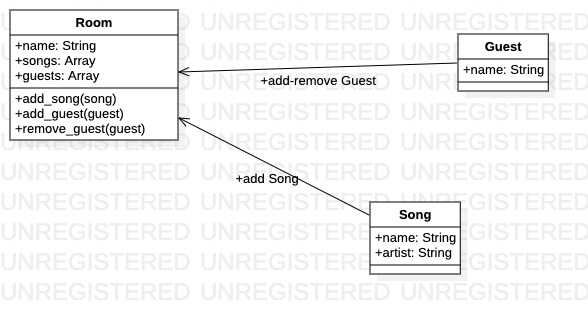 Room
+name: String
+songs: Array
+guests: Array
+add_song(song)
+add_guest(guest)
+remove_guest(guest)
Guest
+name: String
+add-remove Guest
+add Song
Song
+name: String
+artist: String
UNREGISTERED UNREGISTERED UNREGISTERED
UNREGISTERED UNREGISTERED UNREGISTERED
UNREGISTERED UNREGISTERED UNREGISTERED
UNREGISTERED UNREGISTERED UNREGISTERED
UNREGISTERED UNREGISTERED UNREGISTERED
UNREGISTERED UNREGISTERED UNREGISTERED
UNREGISTERED UNREGISTERED UNREGISTERED
UNREGISTERED UNREGISTERED UNREGISTERED
UNREGISTERED UNREGISTERED UNREGISTERED
UNREGISTERED UNREGISTERED UNREGISTERED